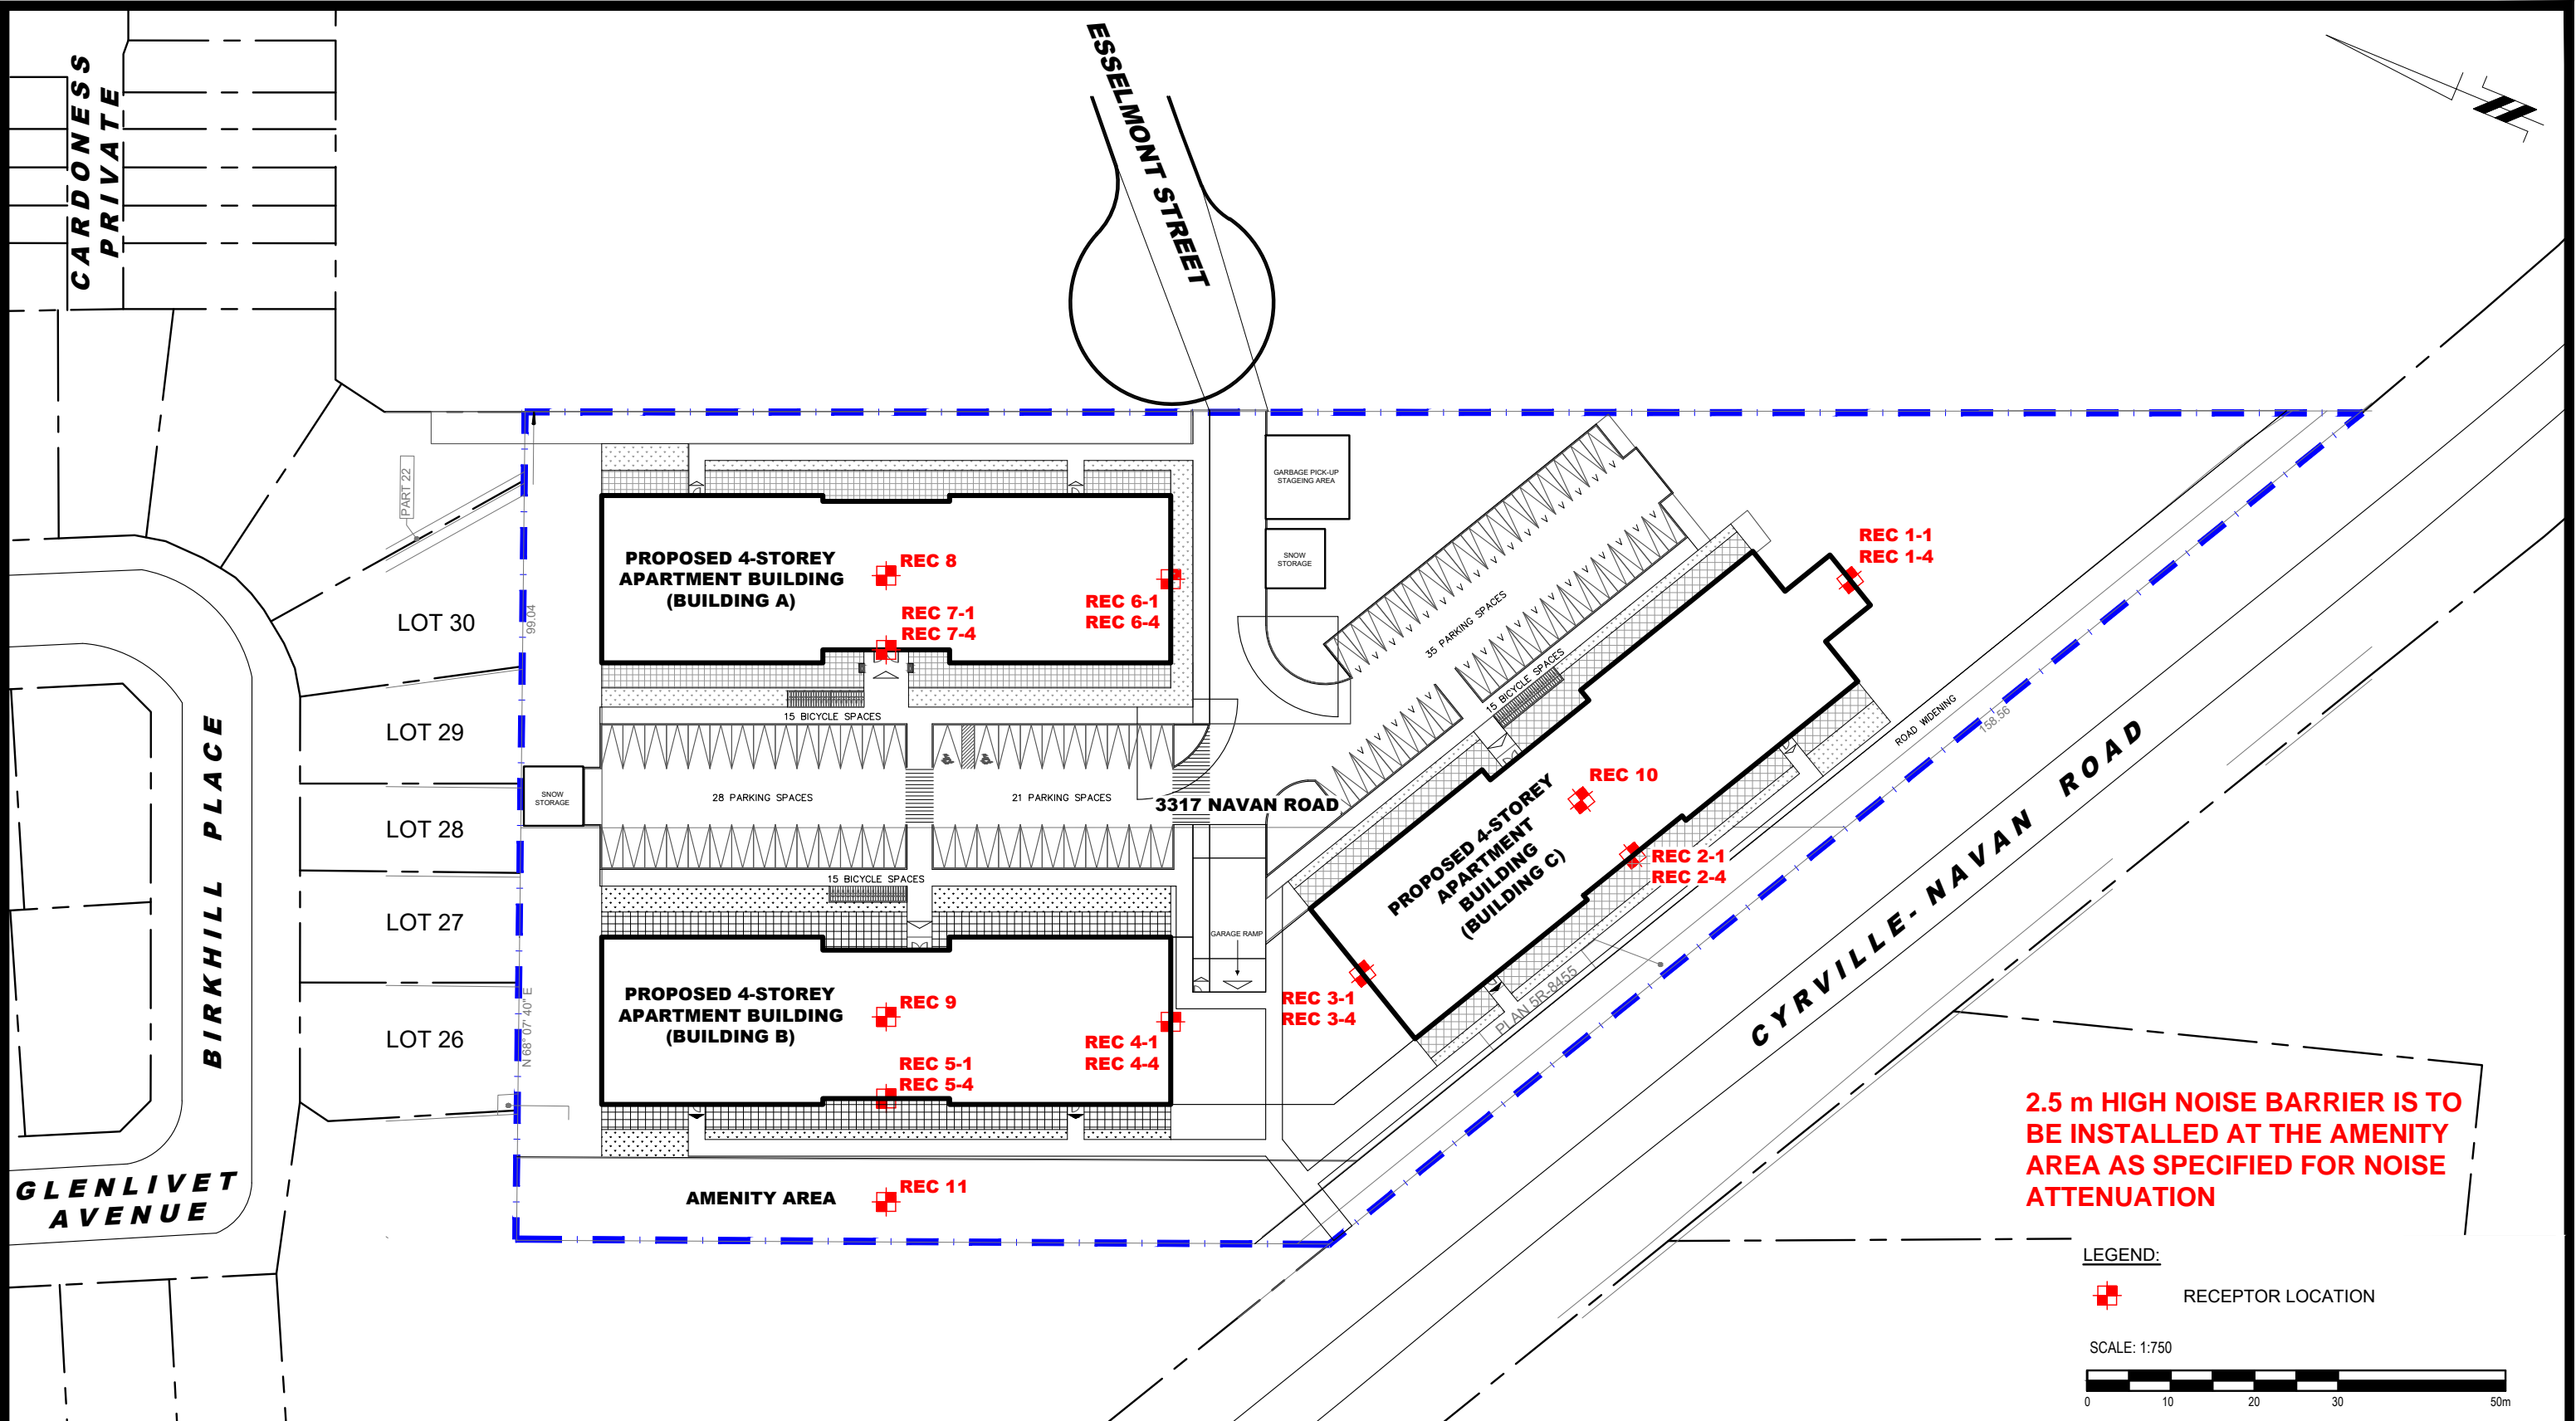 CARDONESS
PRIVATE
ESSELMONT STREET
PART 22
99.04
GARBAGE PICK-UP
STAGEING AREA
SNOW
STORAGE
PROPOSED 4-STOREY
APARTMENT BUILDING
(BUILDING A)
REC 8
REC 7-1
REC 7-4
REC 6-1
REC 6-4
REC 1-1
REC 1-4
35 PARKING SPACES
15 BICYCLE SPACES
LOT 30
LOT 29
LOT 28
LOT 27
LOT 26
BIRKHILL PLACE
15 BICYCLE SPACES
SNOW
STORAGE
28 PARKING SPACES
21 PARKING SPACES
3317 NAVAN ROAD
15 BICYCLE SPACES
ROAD WIDENING
158.56
REC 10
PROPOSED 4-STOREY
APARTMENT
BUILDING
(BUILDING C)
REC 2-1
REC 2-4
CYRVILLE - NAVAN ROAD
GARAGE RAMP
PROPOSED 4-STOREY
APARTMENT BUILDING
(BUILDING B)
REC 9
REC 5-1
REC 5-4
REC 4-1
REC 4-4
REC 3-1
REC 3-4
PLAN 5R-8455
N 68° 07' 40" E
GLENLIVET
AVENUE
AMENITY AREA
REC 11
2.5 m HIGH NOISE BARRIER IS TO
BE INSTALLED AT THE AMENITY
AREA AS SPECIFIED FOR NOISE
ATTENUATION
LEGEND:
RECEPTOR LOCATION
SCALE: 1:750
0 10 20 30 50m